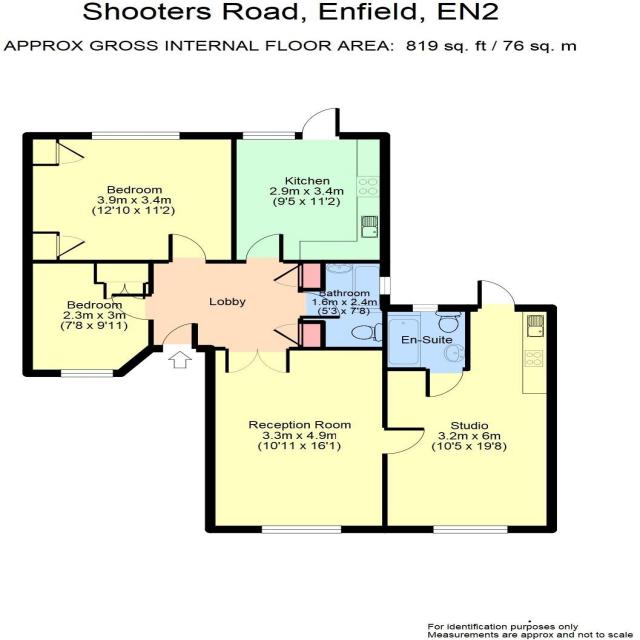 Shooters Road, Enfield, EN2
APPROX GROSS INTERNAL FLOOR AREA: 819 sq. ft / 76 sq. m
Bedroom
3.9m x 3.4m
(12'10 x 11'2)
Kitchen
2.9m x 3.4m
(9'5 x 11'2)
Bedroom
2.3m x 3m
(7'8 x 9'11)
Lobby
Bathroom
1.6m x 2.4m
(5'3 x 7'8)
En-Suite
Reception Room
3.3m x 4.9m
(10'11 x 16'1)
Studio
3.2m x 6m
(10'5 x 19'8)
For identification purposes only
Measurements are approx and not to scale